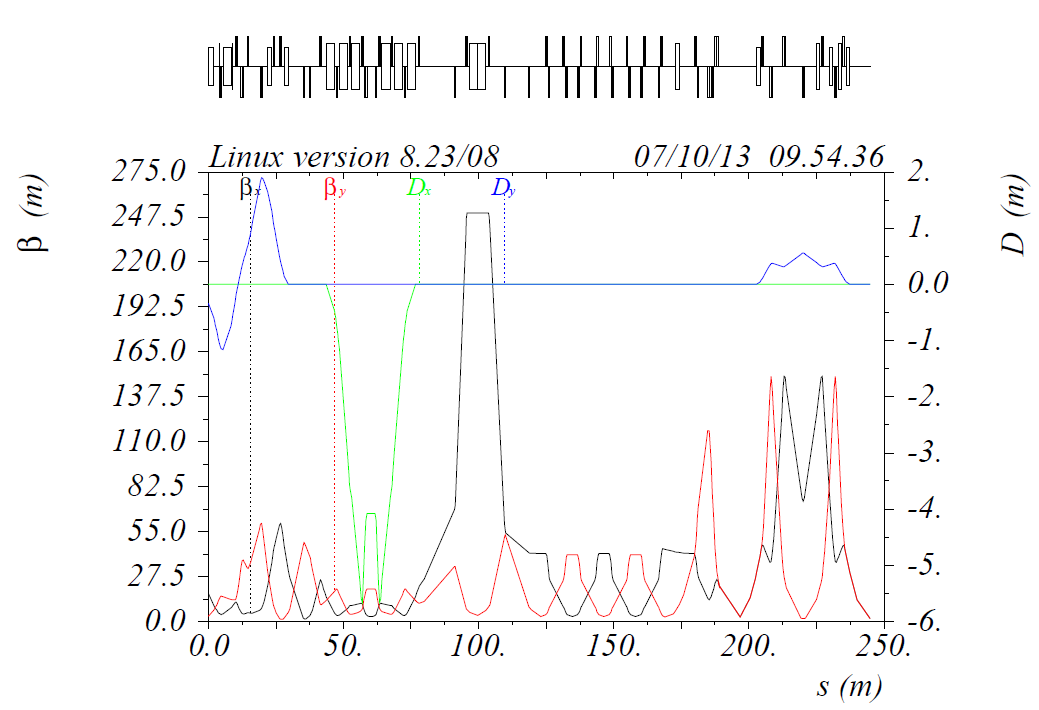 Linux version 8.23/08 07/10/13 09.54.36
275.0 2.
βx βy Dx Dy
β (m) D (m)
247.5 1.
220.0 0.0
192.5
165.0 -1.
137.5 -2.
110.0 -3.
82.5 -4.
55.0 -5.
27.5
0.0 -6.
0.0 50. 100. 150. 200. 250.
s (m)